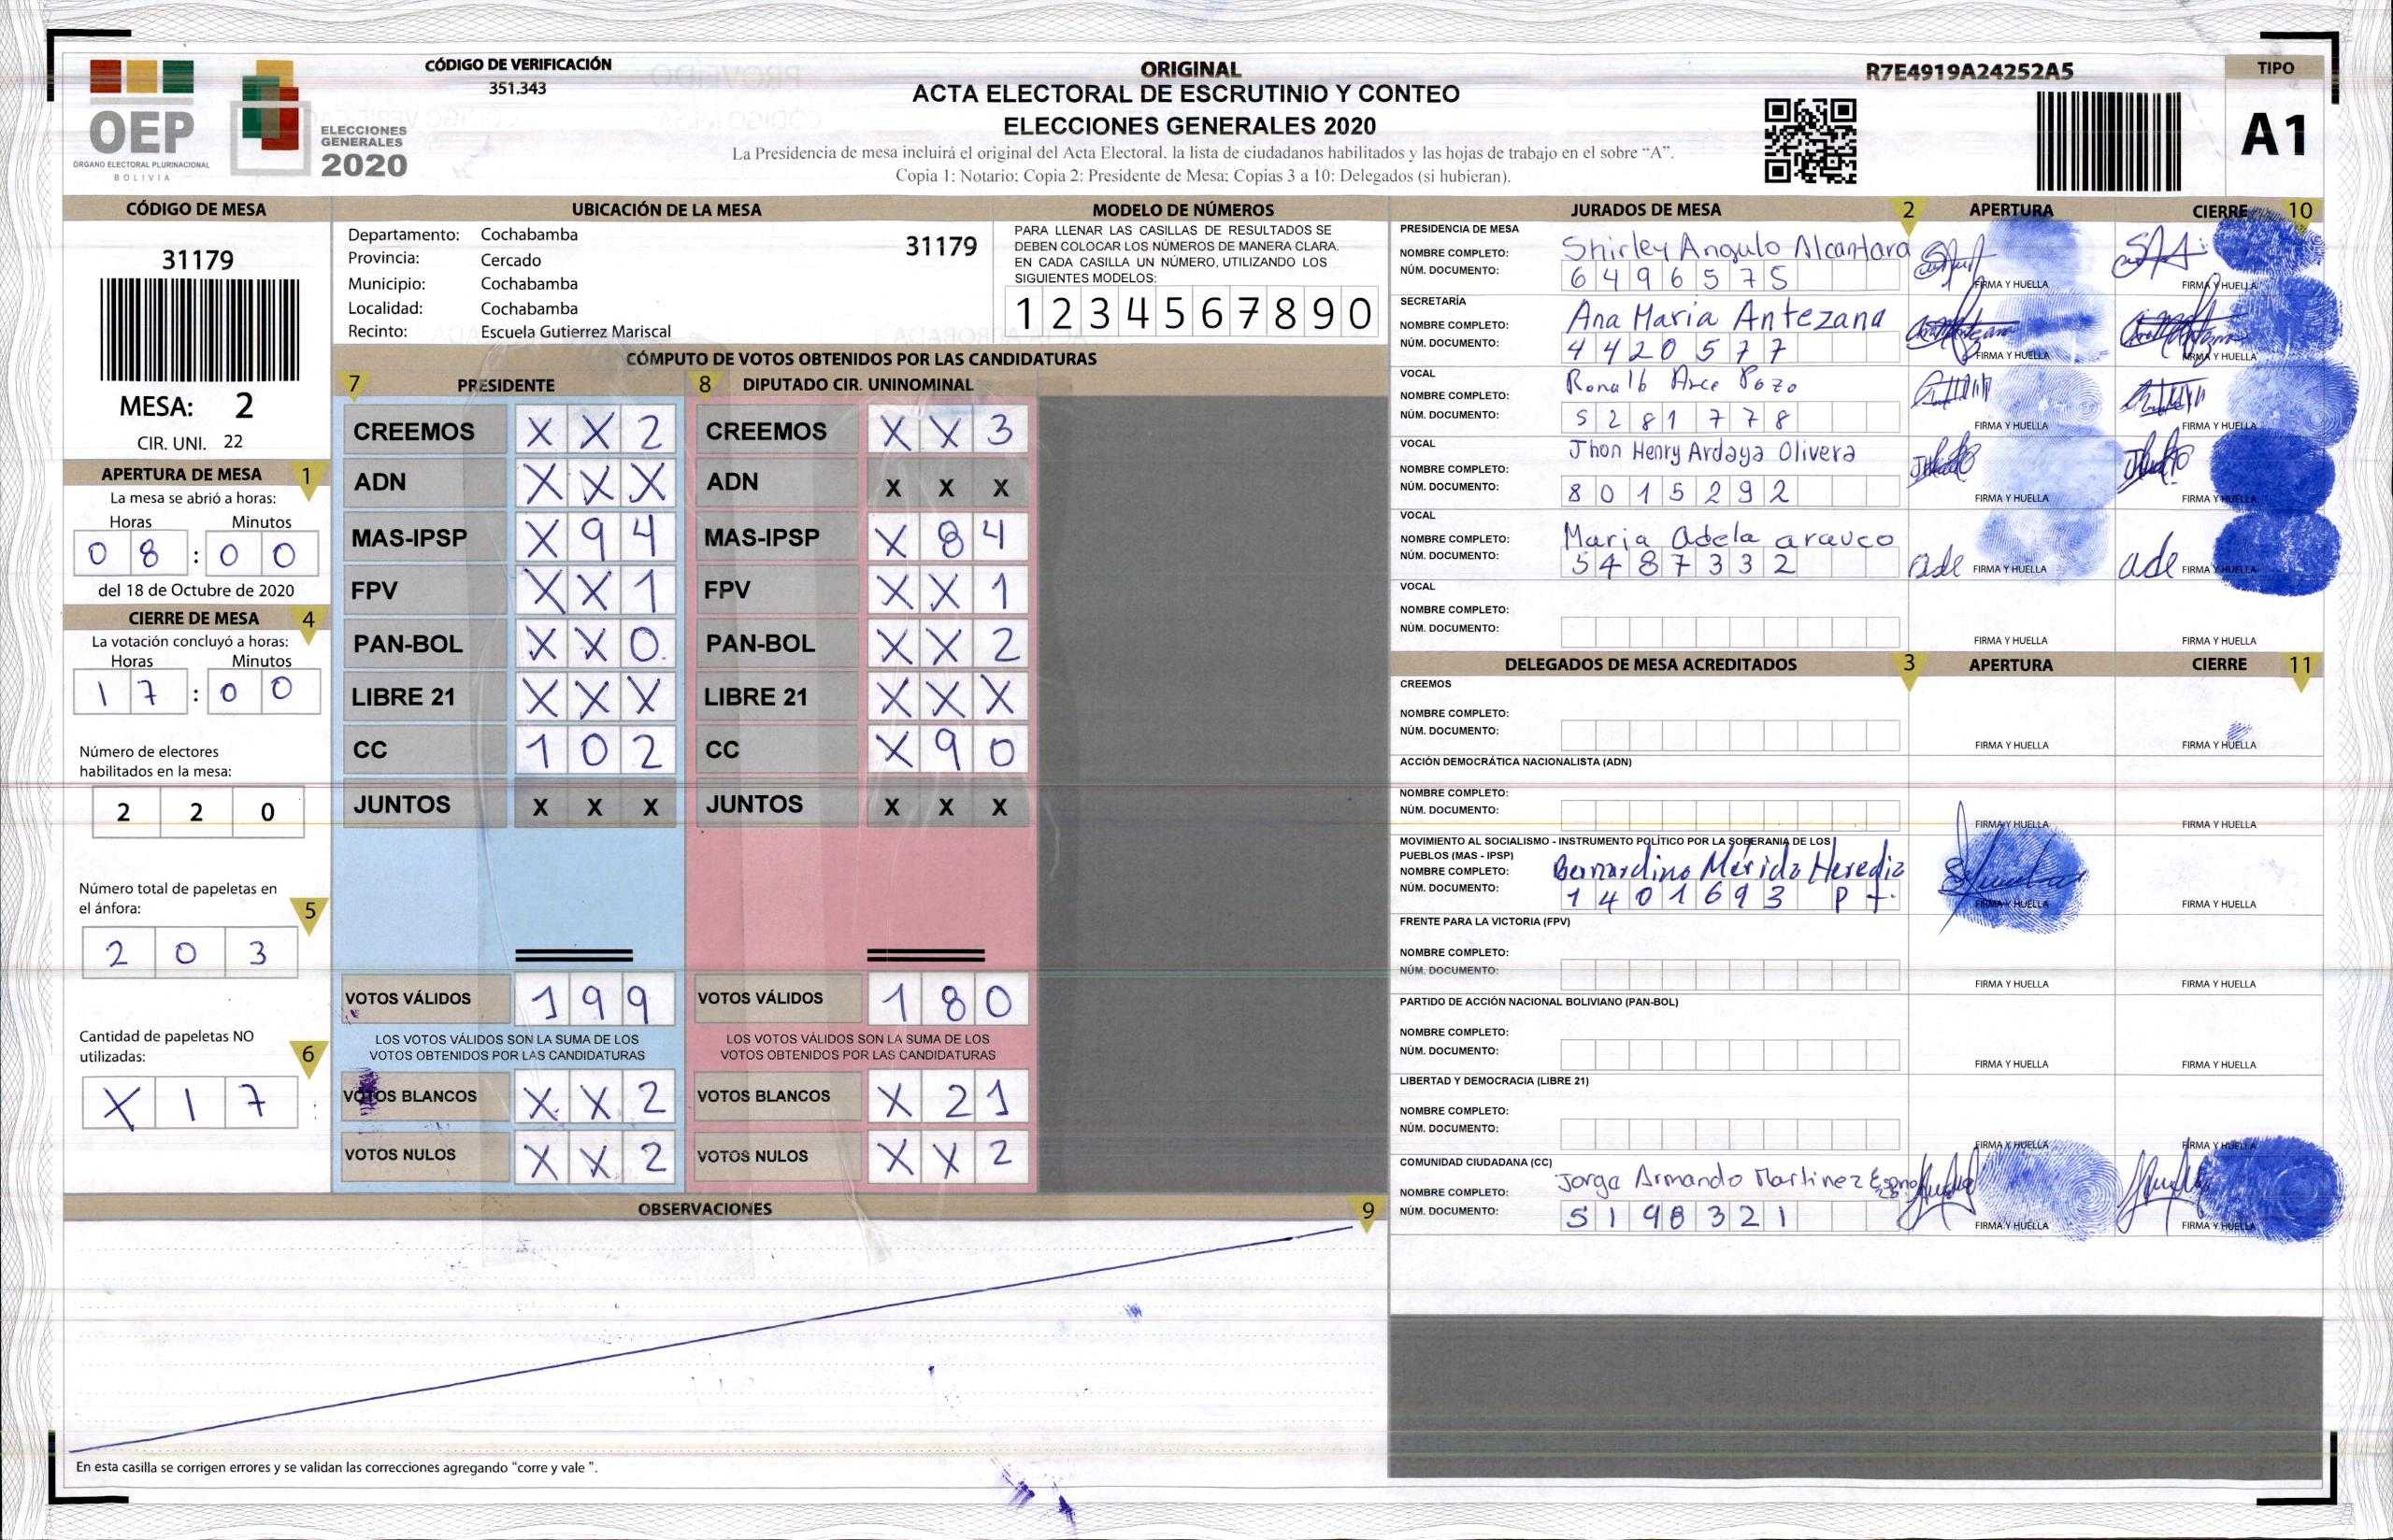 OEP
ÓRGANO ELECTORAL PLURINACIONAL
BOLIVIA
ELECCIONES
GENERALES
2020
CÓDIGO DE VERIFICACIÓN
351.343
ORIGINAL
ACTA ELECTORAL DE ESCRUTINIO Y CONTEO
ELECCIONES GENERALES 2020
La Presidencia de mesa incluirá el original del Acta Electoral, la lista de ciudadanos habilitados y las hojas de trabajo en el sobre "A".
Copia 1: Notario; Copia 2: Presidente de Mesa; Copias 3 a 10: Delegados (si hubieran).
R7E4919A24252A5
TIPO
A1
CÓDIGO DE MESA
31179
MESA: 2
CIR. UNI. 22
APERTURA DE MESA 1
La mesa se abrió a horas:
Horas Minutos
0 8 : 0 0
del 18 de Octubre de 2020
CIERRE DE MESA 4
La votación concluyó a horas:
Horas Minutos
1 7 : 0 0
Número de electores
habilitados en la mesa:
2 2 0
Número total de papeletas en
el ánfora: 5
2 0 3
Cantidad de papeletas NO
utilizadas: 6
X 1 7
UBICACIÓN DE LA MESA
Departamento: Cochabamba
31179
Provincia: Cercado
Municipio: Cochabamba
Localidad: Cochabamba
Recinto: Escuela Gutierrez Mariscal
MODELO DE NÚMEROS
PARA LLENAR LAS CASILLAS DE RESULTADOS SE
DEBEN COLOCAR LOS NÚMEROS DE MANERA CLARA.
EN CADA CASILLA UN NÚMERO, UTILIZANDO LOS
SIGUIENTES MODELOS:
1 2 3 4 5 6 7 8 9 0
CÓMPUTO DE VOTOS OBTENIDOS POR LAS CANDIDATURAS
7 PRESIDENTE 8 DIPUTADO CIR. UNINOMINAL
CREEMOS X X 2 CREEMOS X X 3
ADN X X X ADN X X X
MAS-IPSP X 9 4 MAS-IPSP X 8 4
FPV X X 1 FPV X X 1
PAN-BOL X X 0 PAN-BOL X X 2
LIBRE 21 X X X LIBRE 21 X X X
CC 1 0 2 CC X 9 0
JUNTOS X X X JUNTOS X X X
VOTOS VÁLIDOS 1 9 9 VOTOS VÁLIDOS 1 8 0
LOS VOTOS VÁLIDOS SON LA SUMA DE LOS LOS VOTOS VÁLIDOS SON LA SUMA DE LOS
VOTOS OBTENIDOS POR LAS CANDIDATURAS VOTOS OBTENIDOS POR LAS CANDIDATURAS
VOTOS BLANCOS X X 2 VOTOS BLANCOS X 2 1
VOTOS NULOS X X 2 VOTOS NULOS X X 2
OBSERVACIONES 9
En esta casilla se corrigen errores y se validan las correcciones agregando "corre y vale ".
JURADOS DE MESA 2 APERTURA CIERRE 10
PRESIDENCIA DE MESA
NOMBRE COMPLETO: Shirley Angulo Alcantara
NÚM. DOCUMENTO: 6 4 9 6 5 7 5
FIRMA Y HUELLA FIRMA Y HUELLA
SECRETARÍA
NOMBRE COMPLETO: Ana Maria Antezana
NÚM. DOCUMENTO: 4 4 2 0 5 7 7
FIRMA Y HUELLA FIRMA Y HUELLA
VOCAL
NOMBRE COMPLETO: Ronalb Arce Pozo
NÚM. DOCUMENTO: 5 2 8 1 7 7 8
FIRMA Y HUELLA FIRMA Y HUELLA
VOCAL
NOMBRE COMPLETO: Jhon Henry Ardaya Olivera
NÚM. DOCUMENTO: 8 0 1 5 2 9 2
FIRMA Y HUELLA FIRMA Y HUELLA
VOCAL
NOMBRE COMPLETO: Maria Adela arauco
NÚM. DOCUMENTO: 5 4 8 7 3 3 2
ade FIRMA Y HUELLA ade FIRMA Y HUELLA
VOCAL
NOMBRE COMPLETO:
NÚM. DOCUMENTO:
FIRMA Y HUELLA FIRMA Y HUELLA
DELEGADOS DE MESA ACREDITADOS 3 APERTURA CIERRE 11
CREEMOS
NOMBRE COMPLETO:
NÚM. DOCUMENTO:
FIRMA Y HUELLA FIRMA Y HUELLA
ACCIÓN DEMOCRÁTICA NACIONALISTA (ADN)
NOMBRE COMPLETO:
NÚM. DOCUMENTO:
FIRMA Y HUELLA FIRMA Y HUELLA
MOVIMIENTO AL SOCIALISMO - INSTRUMENTO POLÍTICO POR LA SOBERANIA DE LOS
PUEBLOS (MAS - IPSP)
NOMBRE COMPLETO: Bernardino Mérida Heredia
NÚM. DOCUMENTO: 1 4 0 1 6 9 3 P t.
FIRMA Y HUELLA FIRMA Y HUELLA
FRENTE PARA LA VICTORIA (FPV)
NOMBRE COMPLETO:
NÚM. DOCUMENTO:
FIRMA Y HUELLA FIRMA Y HUELLA
PARTIDO DE ACCIÓN NACIONAL BOLIVIANO (PAN-BOL)
NOMBRE COMPLETO:
NÚM. DOCUMENTO:
FIRMA Y HUELLA FIRMA Y HUELLA
LIBERTAD Y DEMOCRACIA (LIBRE 21)
NOMBRE COMPLETO:
NÚM. DOCUMENTO:
FIRMA Y HUELLA FIRMA Y HUELLA
COMUNIDAD CIUDADANA (CC)
NOMBRE COMPLETO: Jorge Armando Martinez
NÚM. DOCUMENTO: 5 1 9 8 3 2 1
FIRMA Y HUELLA FIRMA Y HUELLA